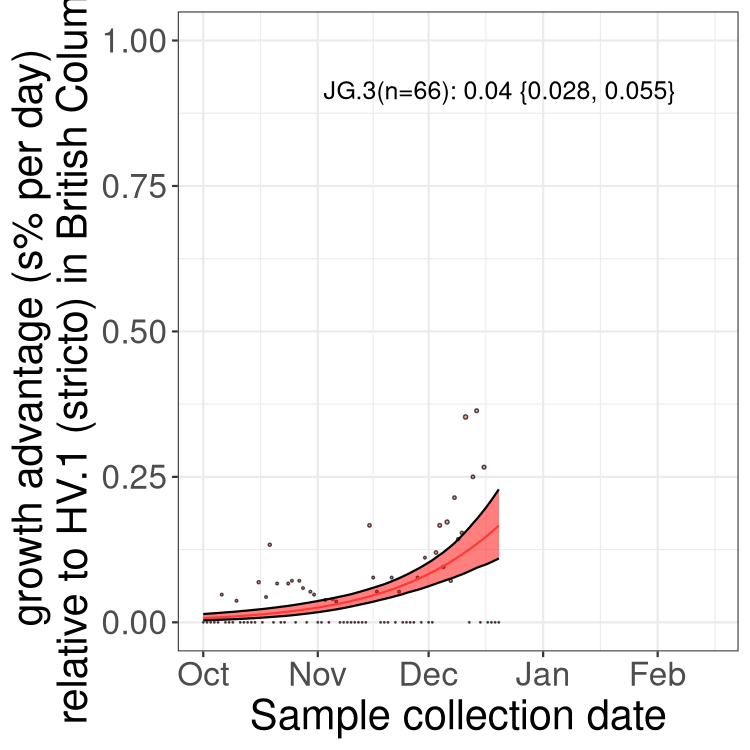 growth advantage (s% per day)
relative to HV.1 (stricto) in British Colum
1.00
0.75
0.50
0.25
0.00
JG.3(n=66): 0.04 {0.028, 0.055}
Oct Nov Dec Jan Feb
Sample collection date